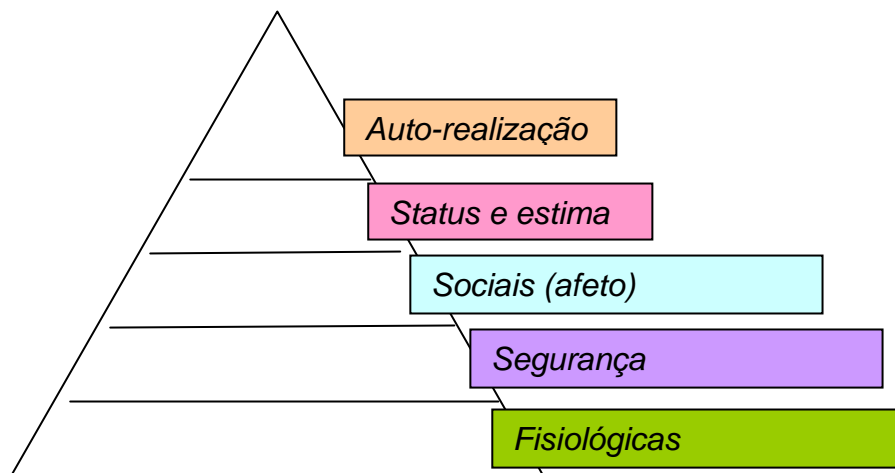 Auto-realização
Status e estima
Sociais (afeto)
Segurança
Fisiológicas